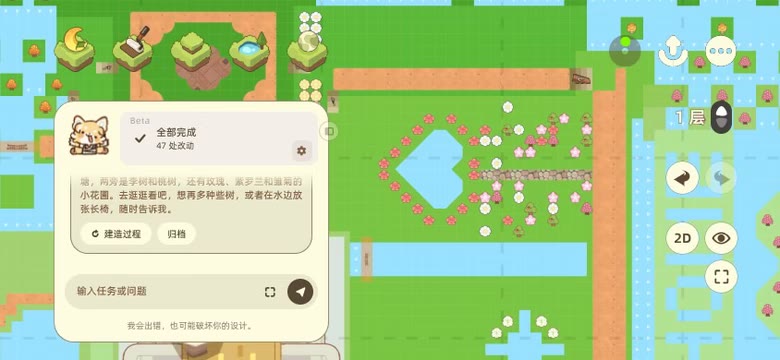 Beta
全部完成
47 处改动
塘，两旁是李树和桃树，还有玫瑰、紫罗兰和雏菊的
小花圃。去逛逛看吧，想再多种些树，或者在水边放
张长椅，随时告诉我。
建造过程
归档
输入任务或问题
我会出错，也可能破坏你的设计。
1 层
2D